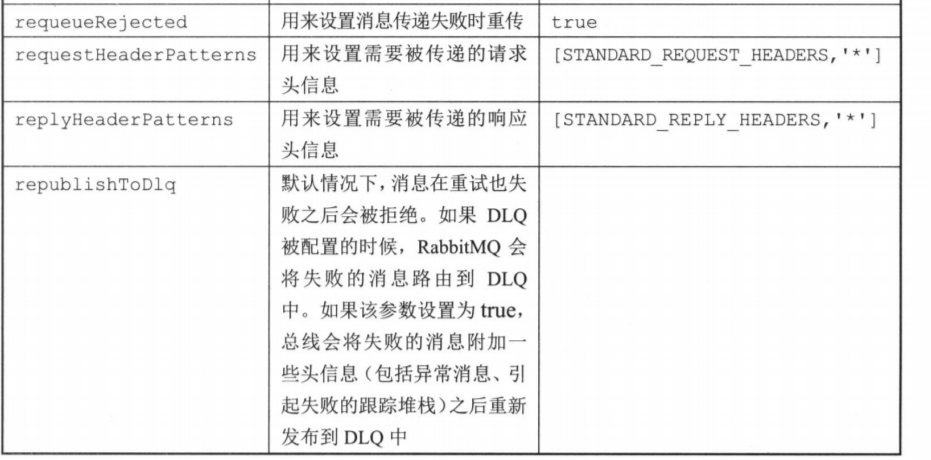 requeueRejected 用来设置消息传递失败时重传 true
requestHeaderPatterns 用来设置需要被传递的请求 [STANDARD_REQUEST_HEADERS,'*']
头信息
replyHeaderPatterns 用来设置需要被传递的响应 [STANDARD_REPLY_HEADERS,'*']
头信息
republishToDlq 默认情况下，消息在重试也失
败之后会被拒绝。如果 DLQ
被配置的时候，RabbitMQ 会
将失败的消息路由到 DLQ
中。如果该参数设置为 true，
总线会将失败的消息附加一
些头信息（包括异常消息、引
起失败的跟踪堆栈）之后重新
发布到 DLQ 中